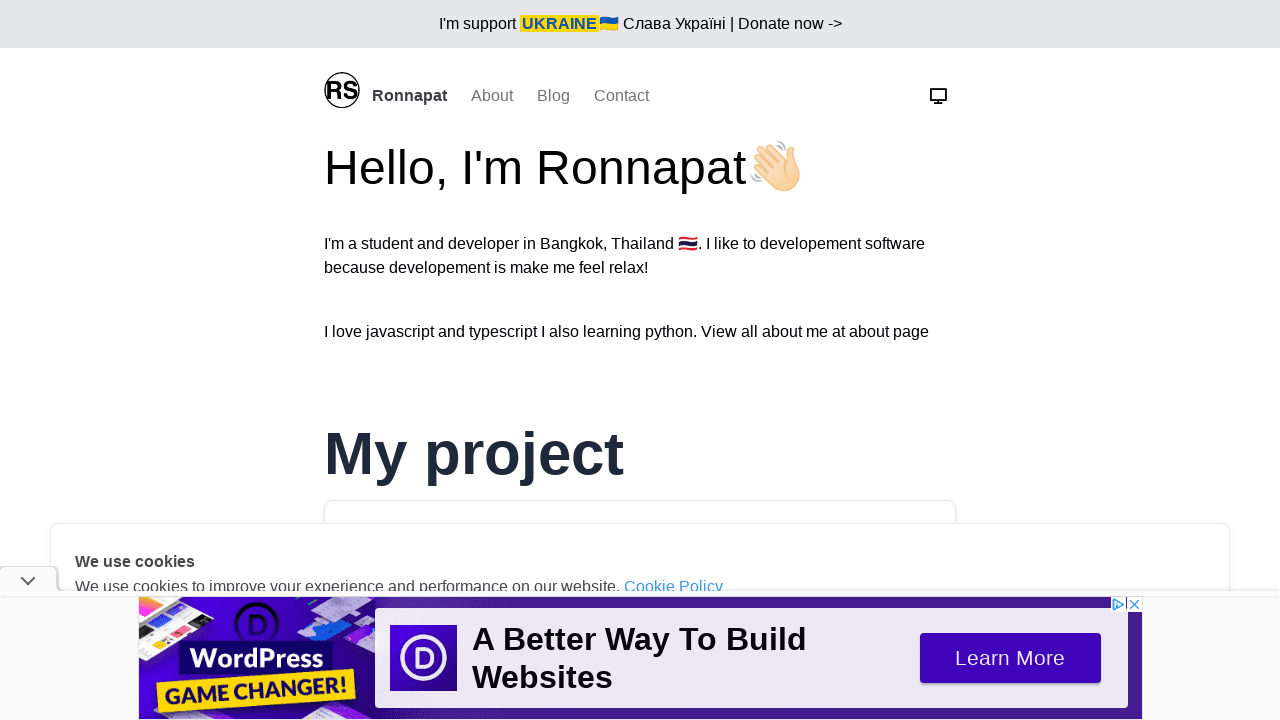 I'm support UKRAINE🇺🇦 Слава Україні | Donate now ->
RS Ronnapat About Blog Contact
Hello, I'm Ronnapat👋🏻
I'm a student and developer in Bangkok, Thailand 🇹🇭. I like to developement software
because developement is make me feel relax!
I love javascript and typescript I also learning python. View all about me at about page
My project
We use cookies
We use cookies to improve your experience and performance on our website. Cookie Policy
WordPress
GAME CHANGER!
D
A Better Way To Build
Websites
Learn More